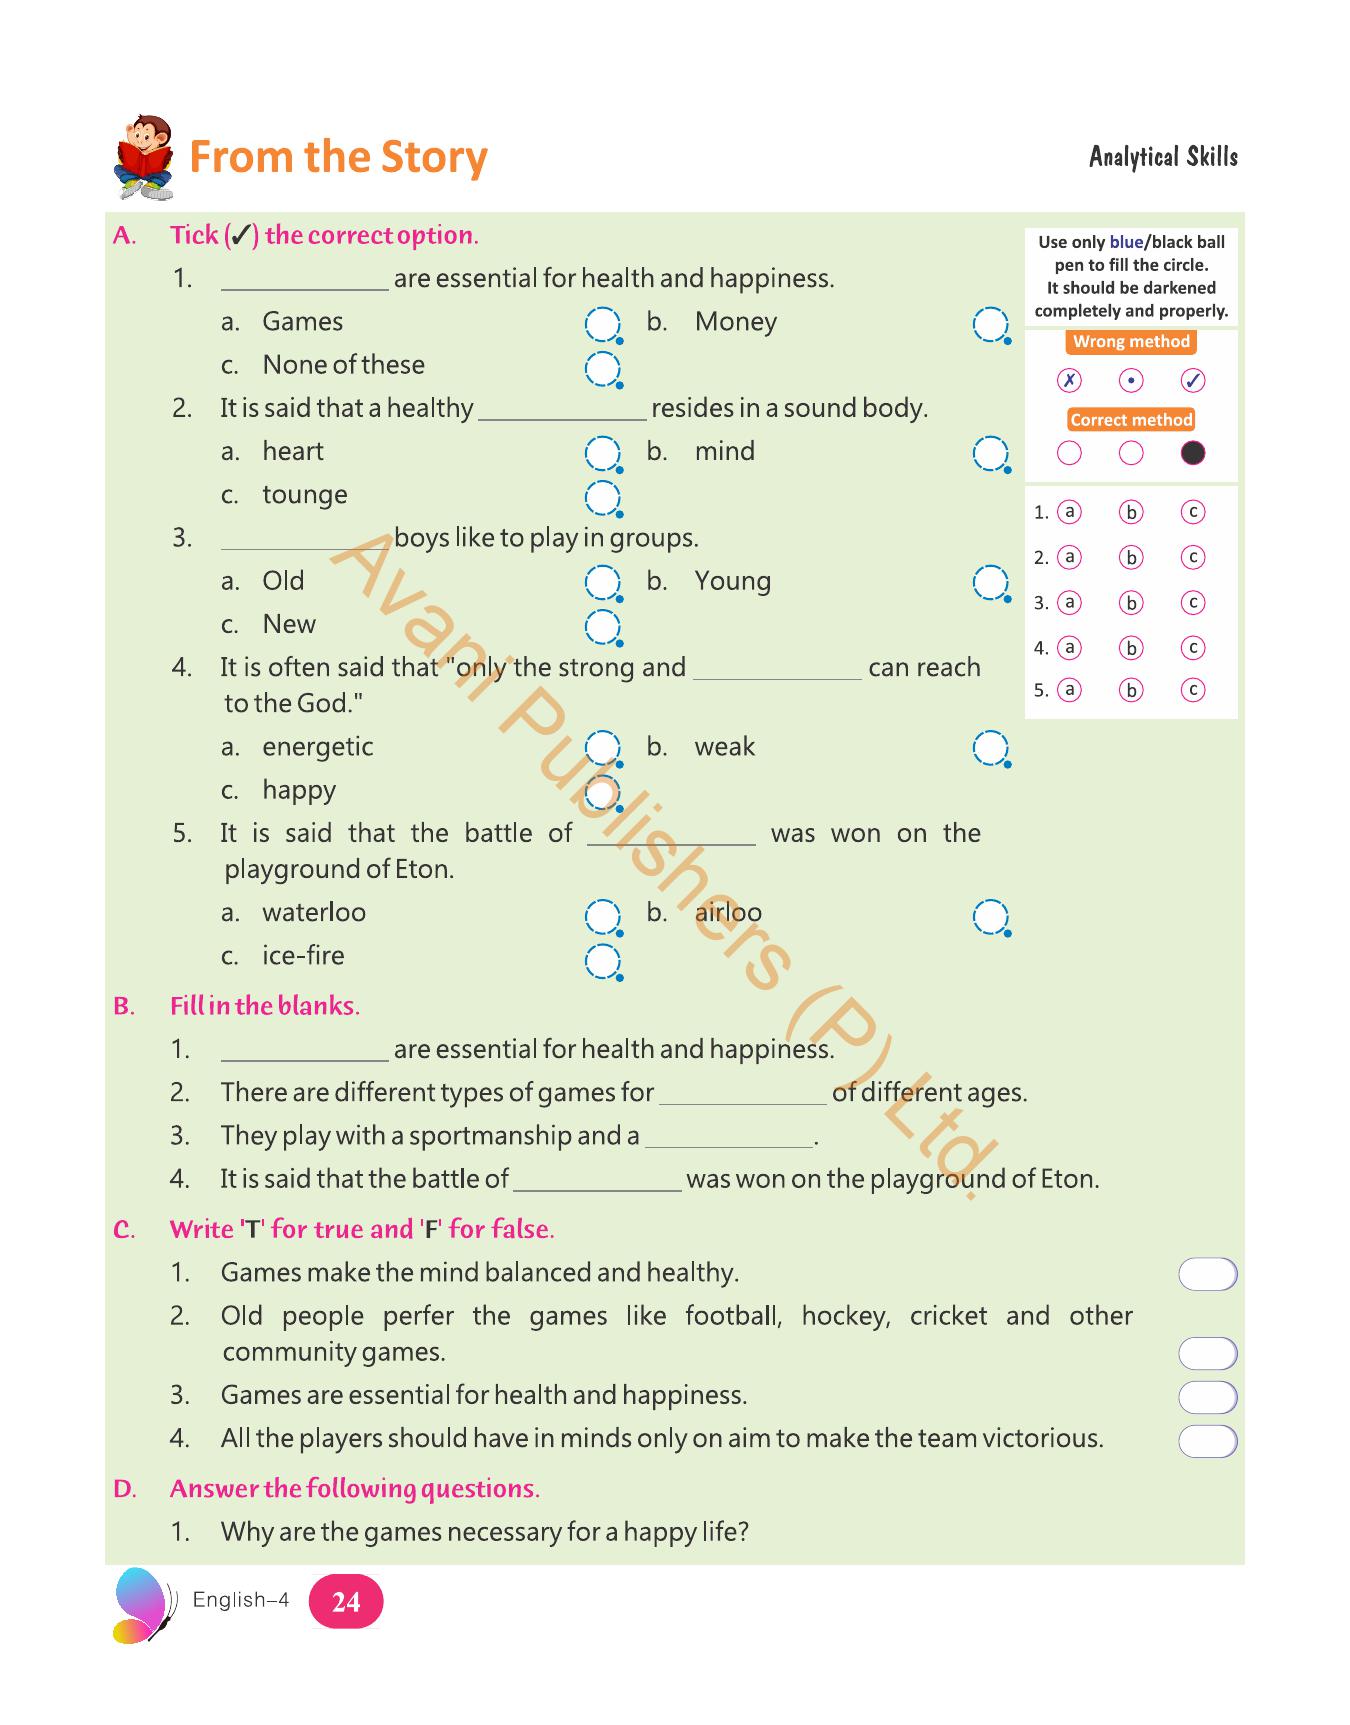 From the Story
Analytical Skills
A. Tick (✓) the correct option.
1. ____________ are essential for health and happiness.
a. Games b. Money
c. None of these
2. It is said that a healthy ____________ resides in a sound body.
a. heart b. mind
c. tounge
3. ____________ boys like to play in groups.
a. Old b. Young
c. New
4. It is often said that "only the strong and ____________ can reach
to the God."
a. energetic b. weak
c. happy
5. It is said that the battle of ____________ was won on the
playground of Eton.
a. waterloo b. airloo
c. ice-fire
Use only blue/black ball
pen to fill the circle.
It should be darkened
completely and properly.
Wrong method
✗ • ✓
Correct method
1. a b c
2. a b c
3. a b c
4. a b c
5. a b c
B. Fill in the blanks.
1. ____________ are essential for health and happiness.
2. There are different types of games for ____________ of different ages.
3. They play with a sportmanship and a ____________.
4. It is said that the battle of ____________ was won on the playground of Eton.
C. Write 'T' for true and 'F' for false.
1. Games make the mind balanced and healthy.
2. Old people perfer the games like football, hockey, cricket and other
community games.
3. Games are essential for health and happiness.
4. All the players should have in minds only on aim to make the team victorious.
D. Answer the following questions.
1. Why are the games necessary for a happy life?
English–4 24
Avani Publishers (P) Ltd.